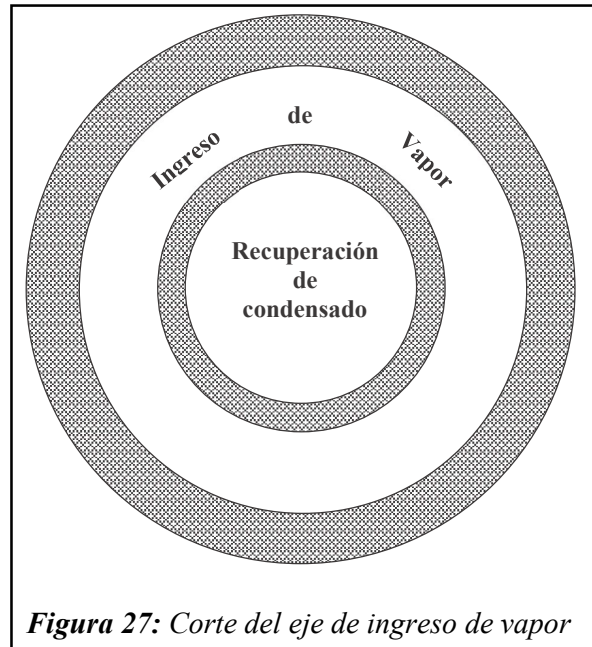 Ingreso de Vapor
Recuperación
de
condensado
Figura 27: Corte del eje de ingreso de vapor